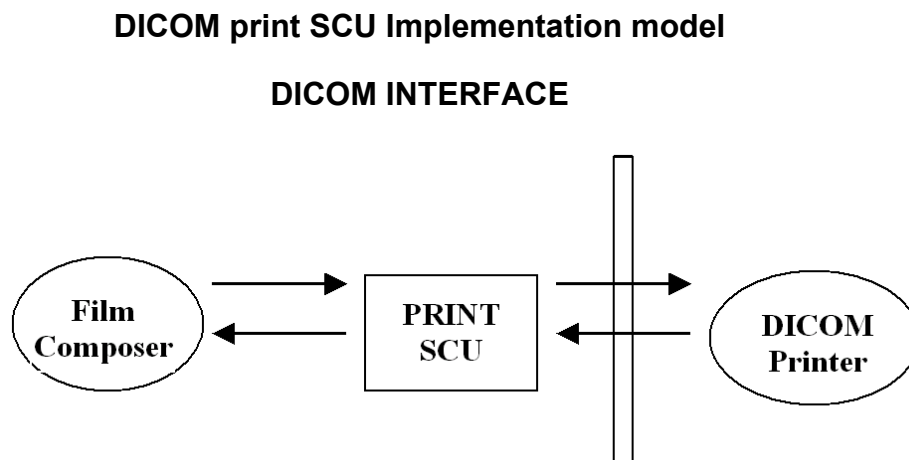 DICOM print SCU Implementation model
DICOM INTERFACE
Film
Composer
PRINT
SCU
DICOM
Printer